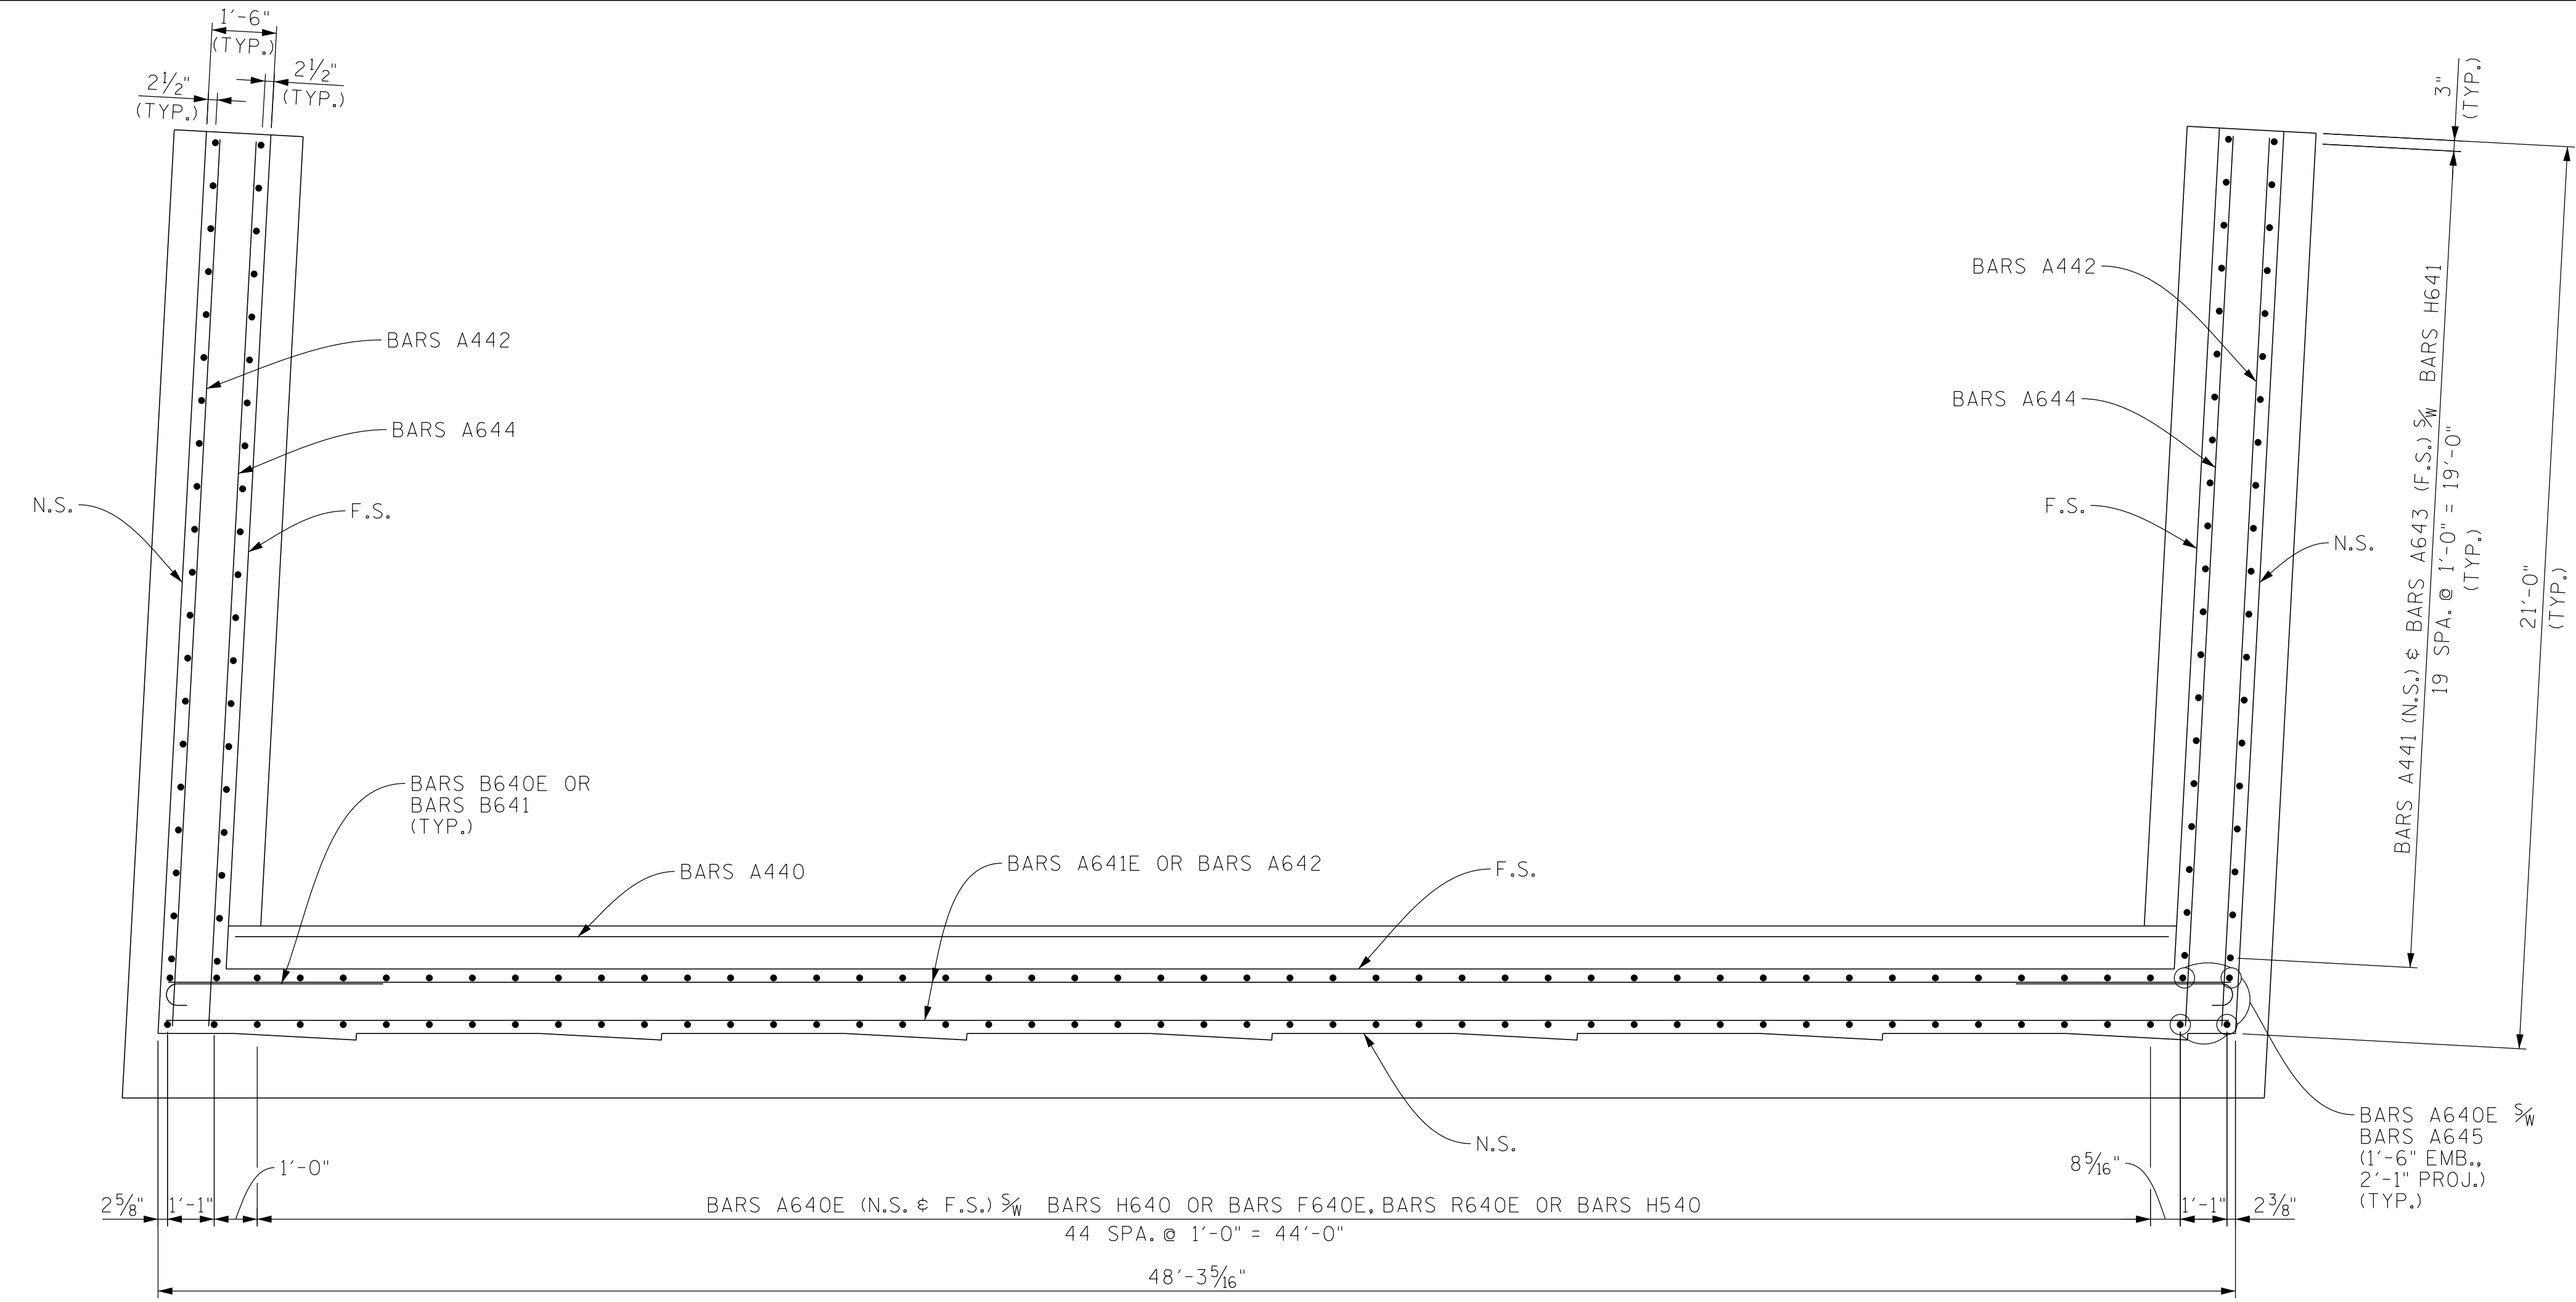 1'-6"
(TYP.)
2½"
(TYP.)
2½"
(TYP.)
3"
(TYP.)
BARS A442
BARS A442
BARS A644
BARS A644
N.S.
F.S.
F.S.
N.S.
BARS A441 (N.S.) & BARS A643 (F.S.) S/W BARS H641
19 SPA. @ 1'-0" = 19'-0"
(TYP.)
21'-0"
(TYP.)
BARS B640E OR
BARS B641
(TYP.)
BARS A440
BARS A641E OR BARS A642
F.S.
N.S.
BARS A640E S/W
BARS A645
(1'-6" EMB.,
2'-1" PROJ.)
(TYP.)
1'-0"
8 5/16"
2 5/8"
1'-1"
BARS A640E (N.S. & F.S.) S/W BARS H640 OR BARS F640E, BARS R640E OR BARS H540
44 SPA. @ 1'-0" = 44'-0"
1'-1"
2 3/8"
48'-3 5/16"